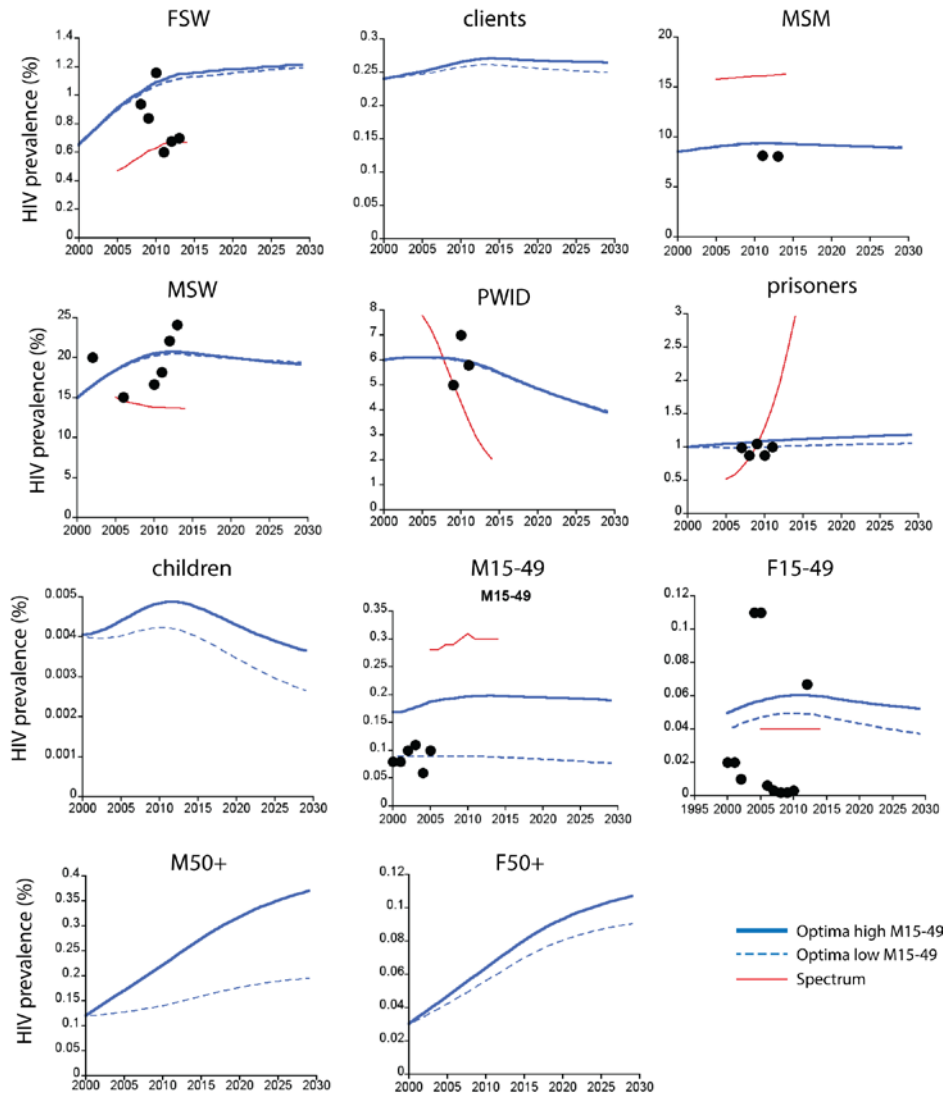 FSW
HIV prevalence (%)
1.4
1.2
1.0
0.8
0.6
0.4
0.2
0
2000 2005 2010 2015 2020 2025 2030
clients
0.3
0.25
0.2
0.15
0.1
0.05
0
2000 2005 2010 2015 2020 2025 2030
MSM
20
15
10
5
0
2000 2005 2010 2015 2020 2025 2030
MSW
HIV prevalence (%)
25
20
15
10
5
0
2000 2005 2010 2015 2020 2025 2030
PWID
8
7
6
5
4
3
2
1
0
2000 2005 2010 2015 2020 2025 2030
prisoners
3
2.5
2
1.5
1
0.5
0
2000 2005 2010 2015 2020 2025 2030
children
HIV prevalence (%)
0.005
0.004
0.003
0.002
0.001
0
2000 2005 2010 2015 2020 2025 2030
M15-49
M15-49
0.35
0.3
0.25
0.2
0.15
0.1
0.05
0
2000 2005 2010 2015 2020 2025 2030
F15-49
0.12
0.10
0.08
0.06
0.04
0.02
0
1995 2000 2005 2010 2015 2020 2025 2030
M50+
HIV prevalence (%)
0.4
0.35
0.3
0.25
0.2
0.15
0.1
0.05
0
2000 2005 2010 2015 2020 2025 2030
F50+
0.12
0.1
0.08
0.06
0.04
0.02
0
2000 2005 2010 2015 2020 2025 2030
Optima high M15-49
Optima low M15-49
Spectrum